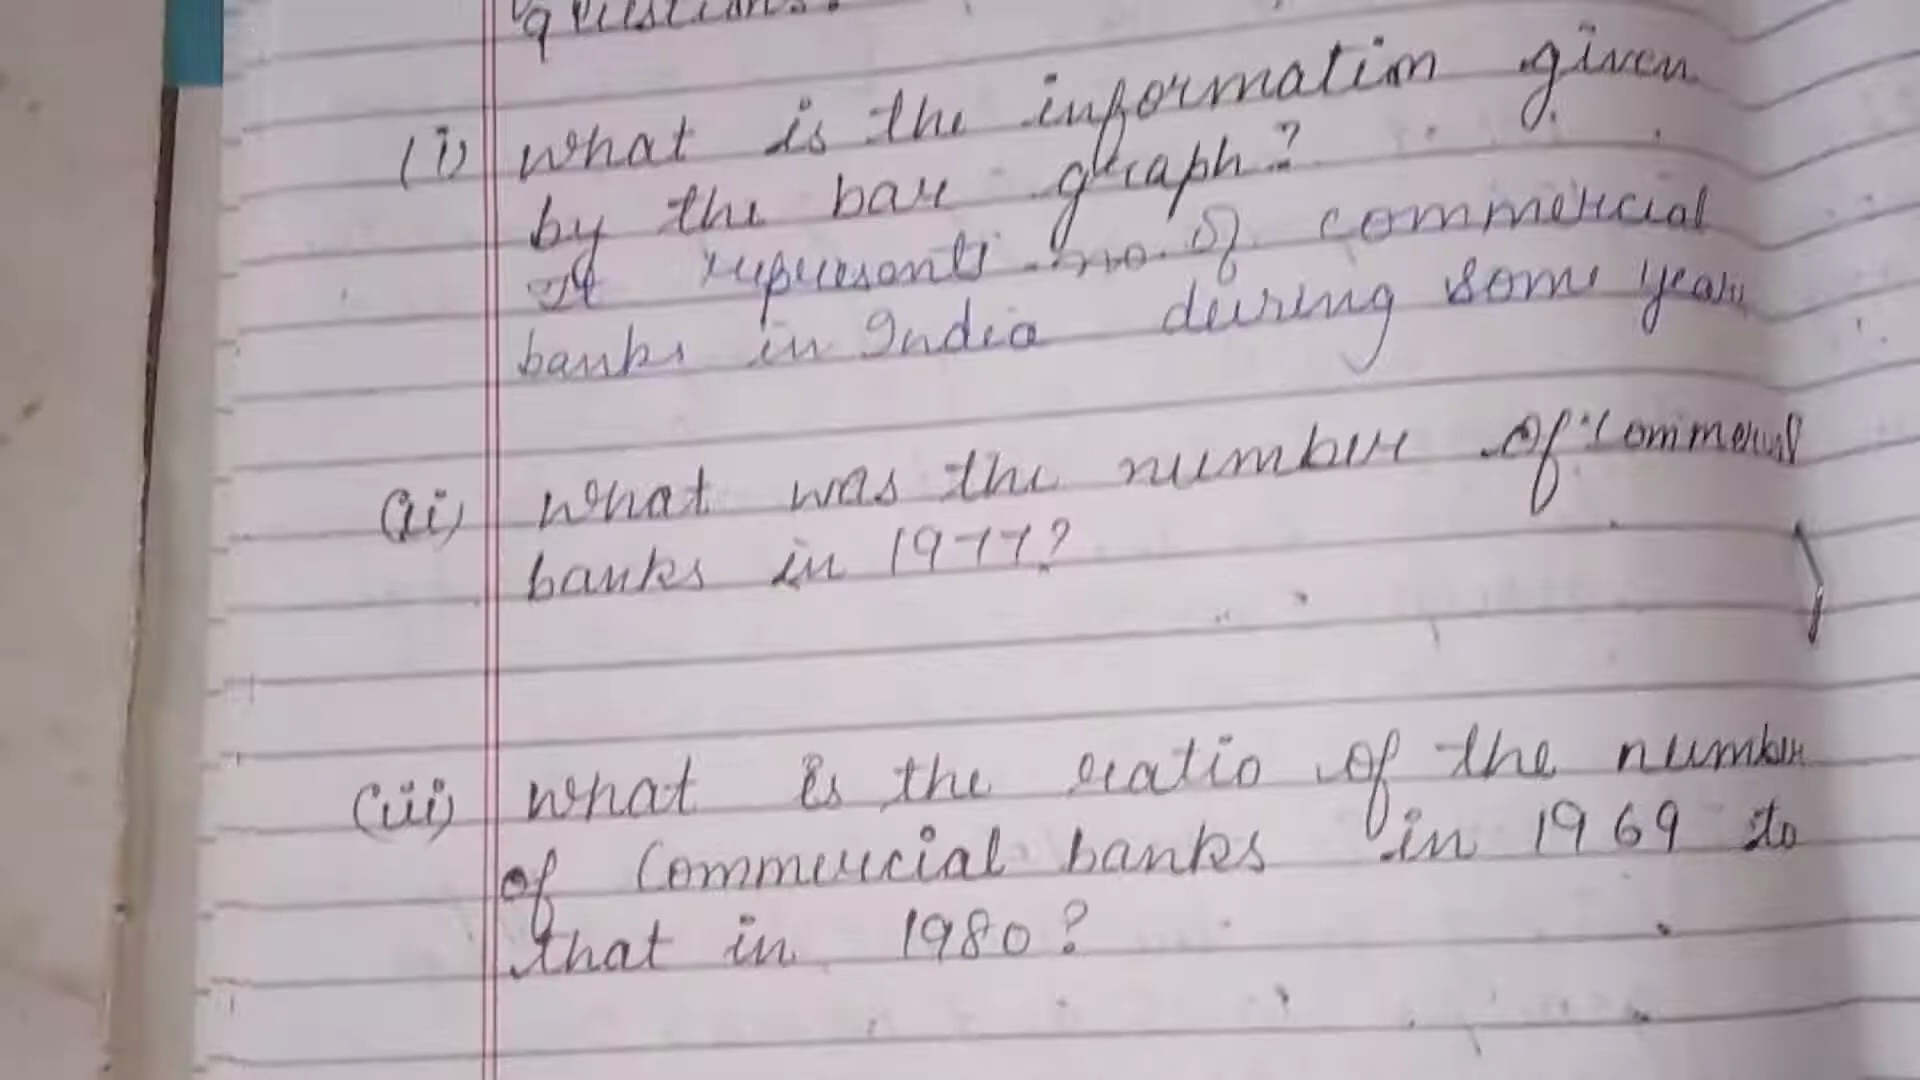 questions.
(i) What is the information given
by the bar graph?
It represents no. of commercial
banks in India during some years
(ii) What was the number of commercial
banks in 1977?
(iii) What is the ratio of the number
of Commercial banks in 1969 to
that in 1980?